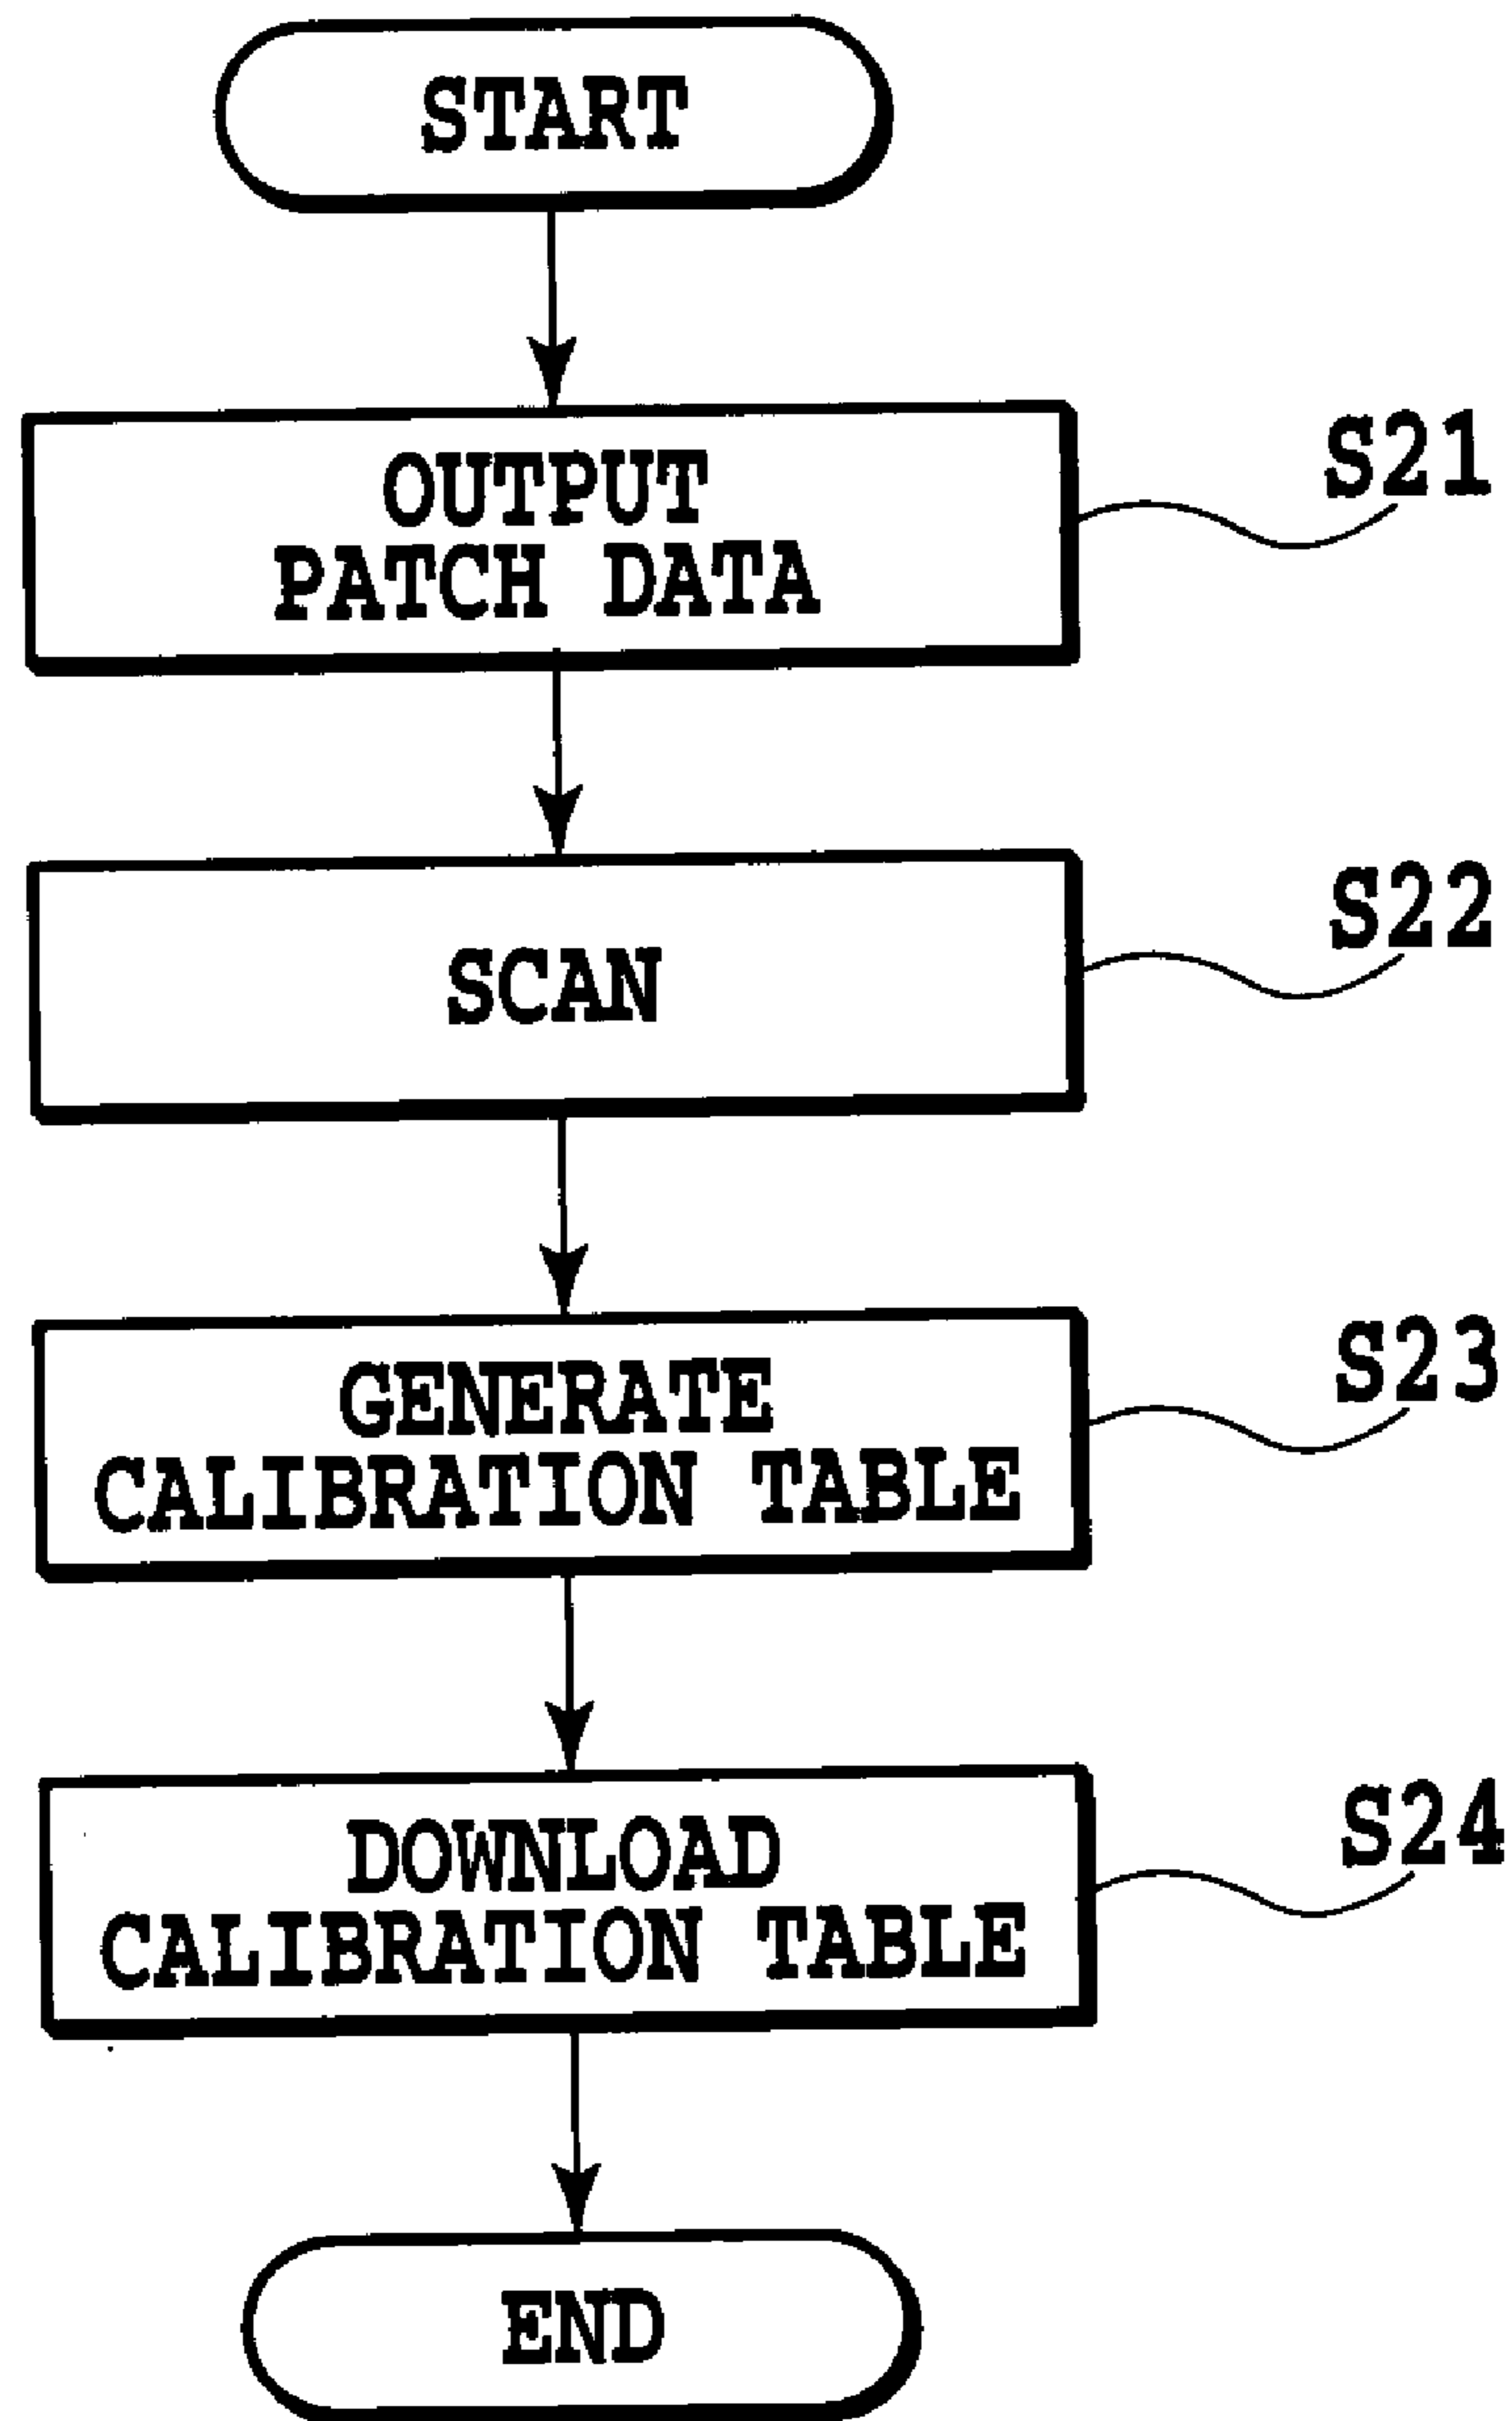 START
OUTPUT
PATCH DATA
S21
SCAN
S22
GENERATE
CALIBRATION TABLE
S23
DOWNLOAD
CALIBRATION TABLE
S24
END